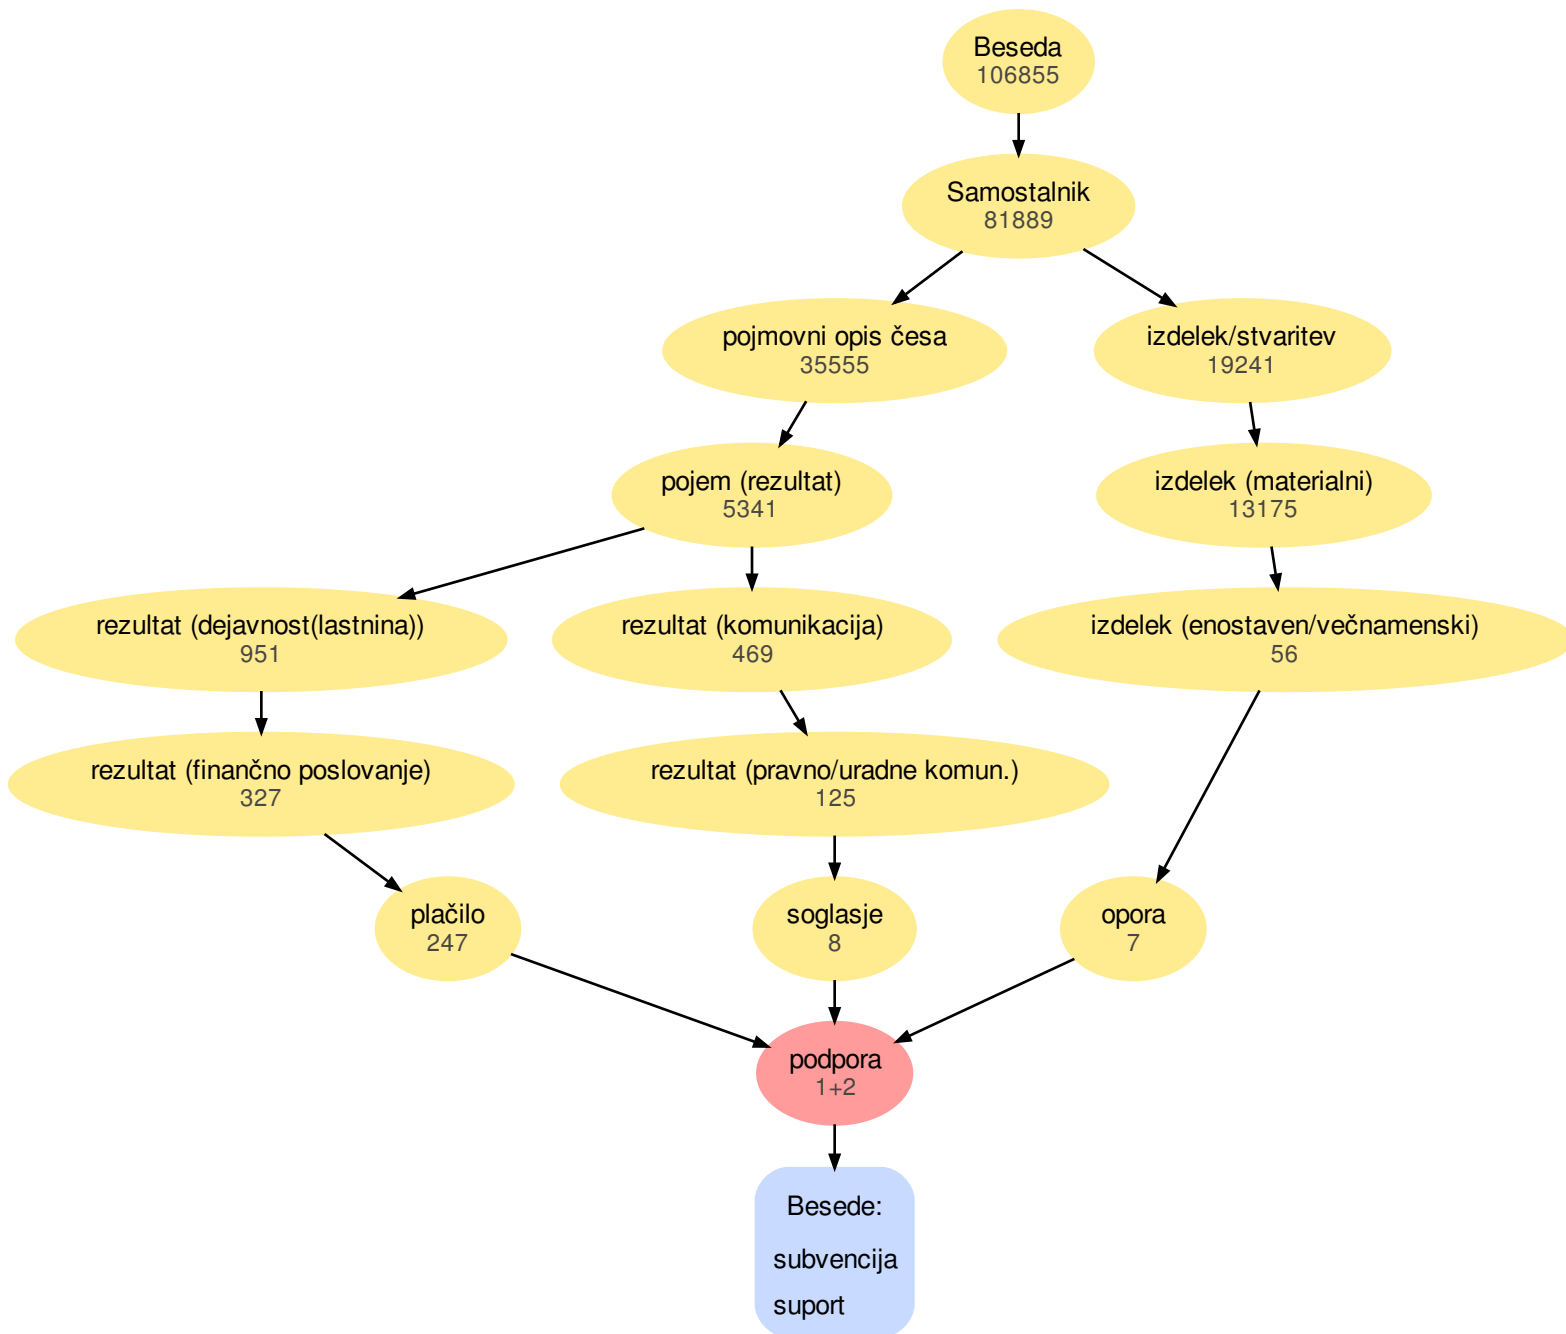 Beseda
106855
Samostalnik
81889
pojmovni opis česa
35555
izdelek/stvaritev
19241
pojem (rezultat)
5341
izdelek (materialni)
13175
rezultat (dejavnost(lastnina))
951
rezultat (komunikacija)
469
izdelek (enostaven/večnamenski)
56
rezultat (finančno poslovanje)
327
rezultat (pravno/uradne komun.)
125
plačilo
247
soglasje
8
opora
7
podpora
1+2
Besede:
subvencija
suport